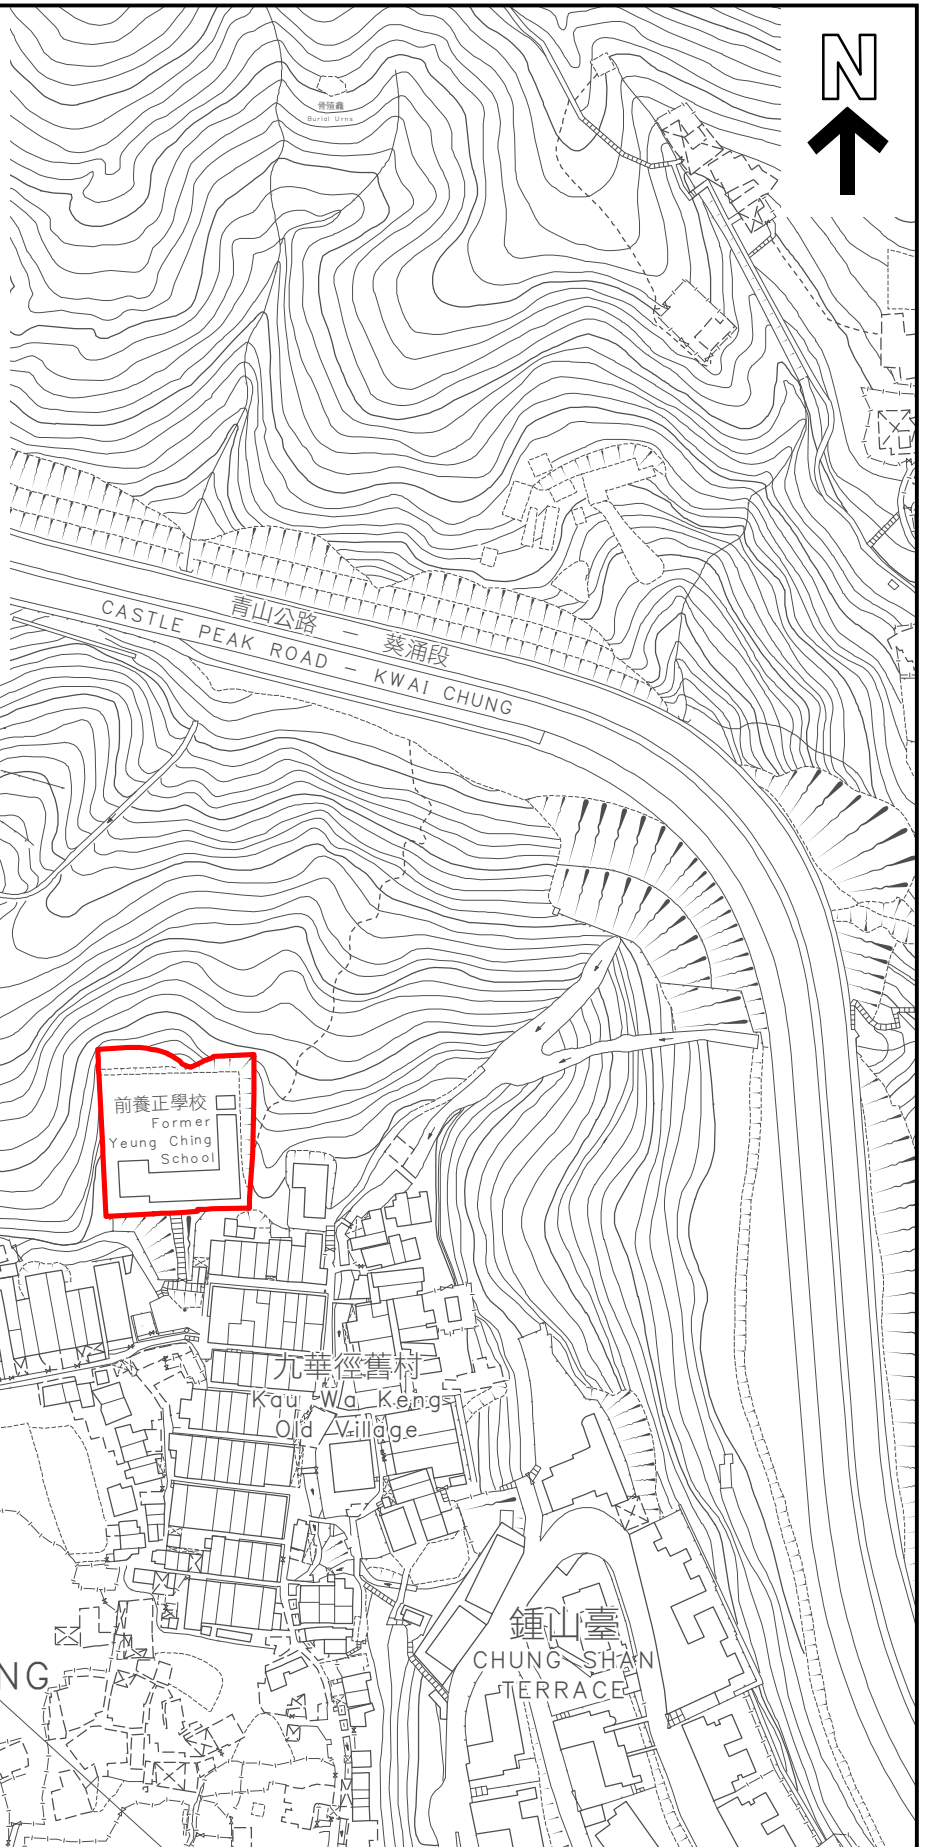 N
骨殖龕
Burial Urns
青山公路 － 葵涌段
CASTLE PEAK ROAD - KWAI CHUNG
前養正學校
Former
Yeung Ching
School
九華徑舊村
Kau Wa Keng
Old Village
鍾山臺
CHUNG SHAN
TERRACE
NG